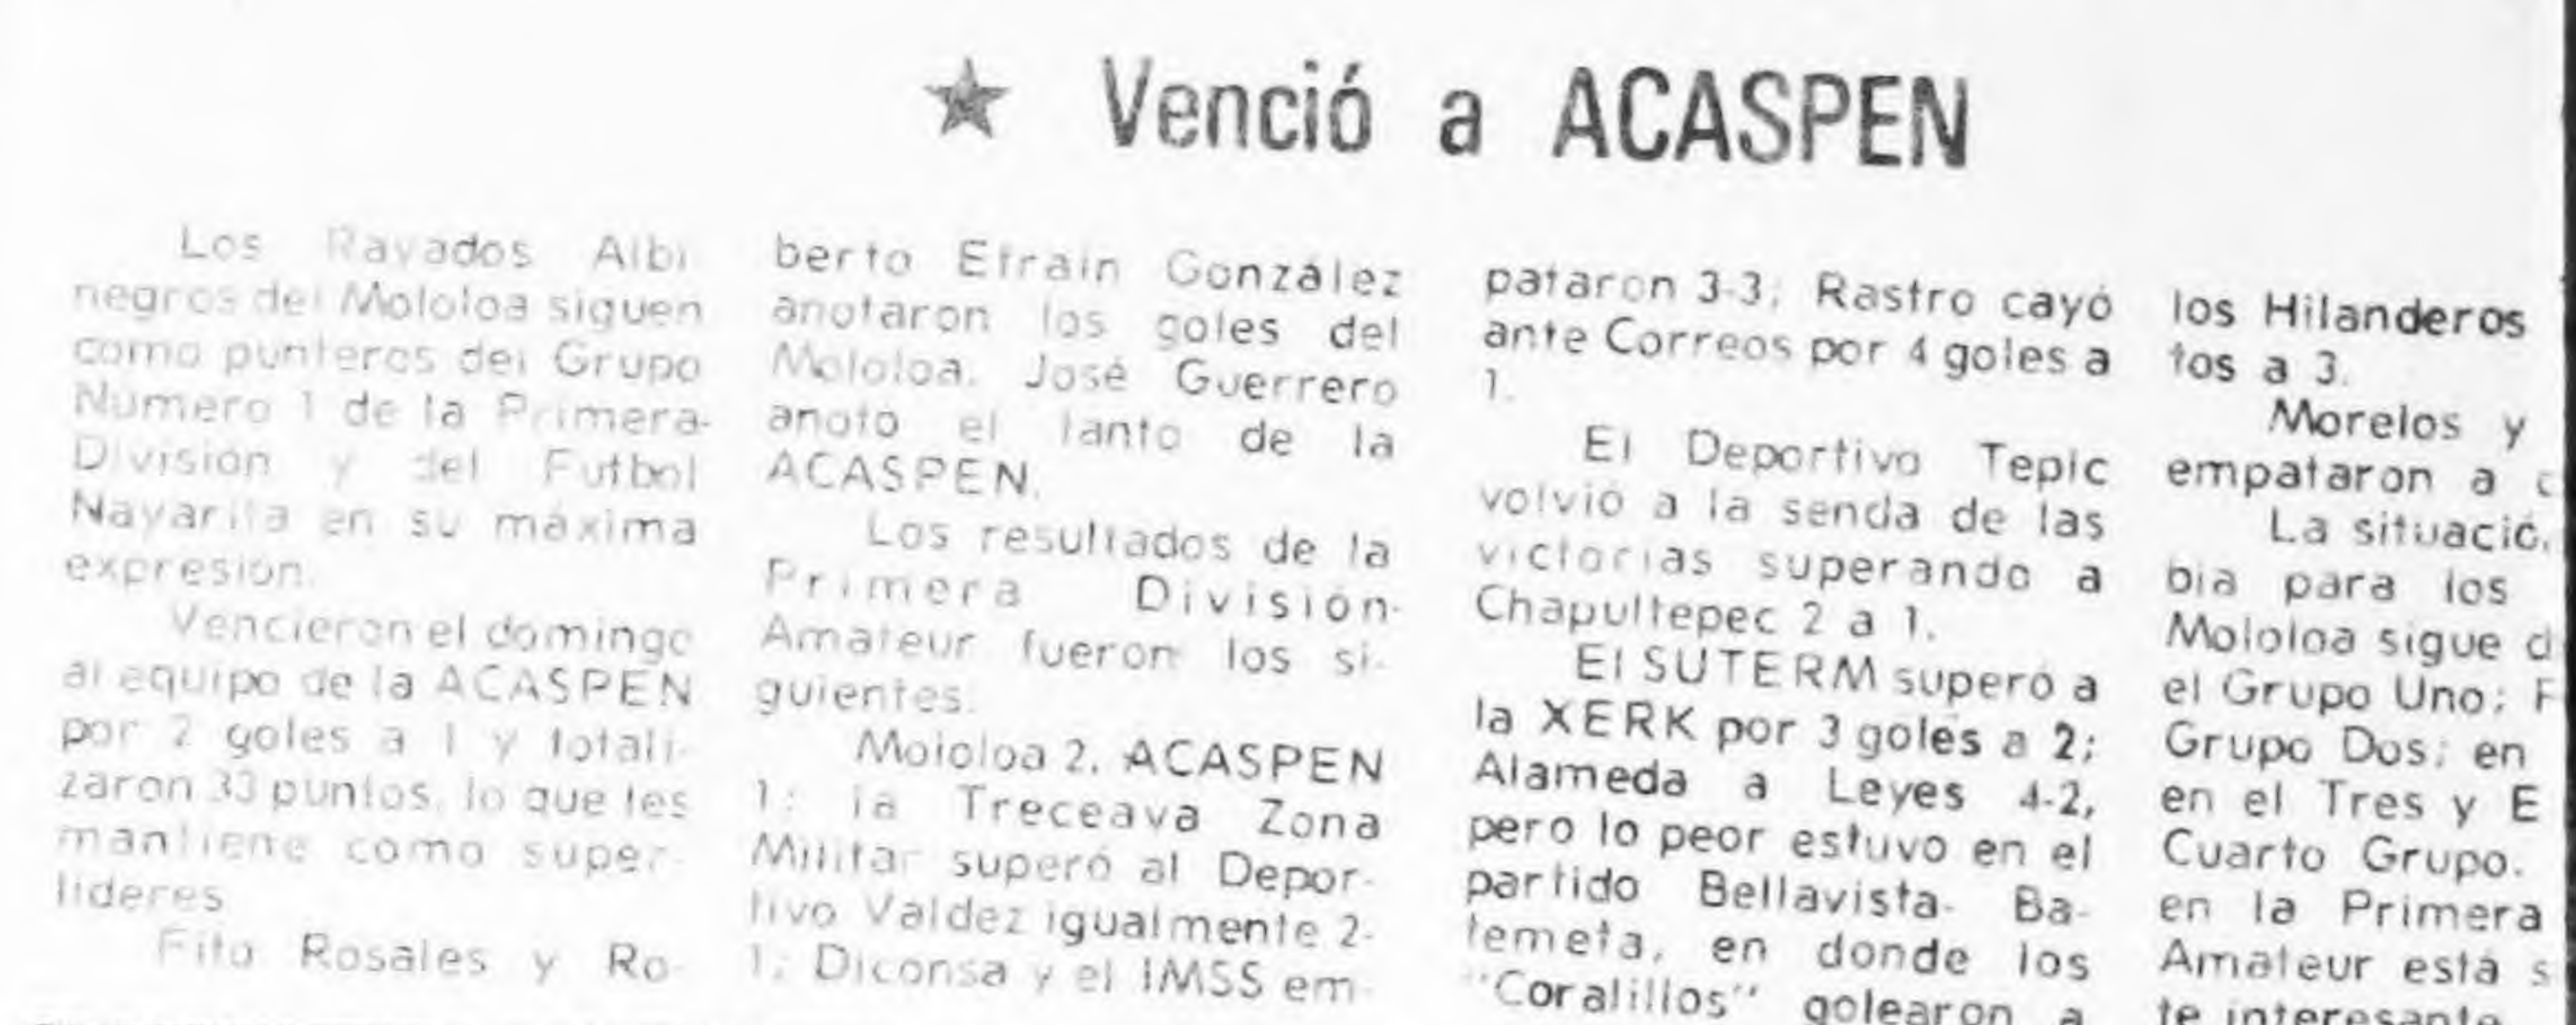 ★ Venció a ACASPEN
Los Rayados Albi
negros del Mololoa siguen
como punteros del Grupo
Número 1 de la Primera-
División y del Futbol
Nayarita en su máxima
expresión.
Vencieron el domingo
al equipo de la ACASPEN
por 2 goles a 1 y totali-
zaron 33 puntos, lo que les
mantiene como super-
líderes
Fito Rosales y Ro-
berto Efraín González
anotaron los goles del
Mololoa. José Guerrero
anotó el tanto de la
ACASPEN.
Los resultados de la
Primera División-
Amateur fueron los si-
guientes.
Mololoa 2, ACASPEN
1; la Treceava Zona
Militar superó al Depor-
tivo Valdez igualmente 2-
1; Diconsa y el IMSS em-
pataron 3-3; Rastro cayó
ante Correos por 4 goles a
1.
El Deportivo Tepic
volvió a la senda de las
victorias superando a
Chapultepec 2 a 1.
El SUTERM superó a
la XERK por 3 goles a 2;
Alameda a Leyes 4-2,
pero lo peor estuvo en el
partido Bellavista- Ba-
temeta, en donde los
"Coralillos" golearon a
los Hilanderos
tos a 3.
Morelos y
empataron a
La situació
bia para los
Mololoa sigue
el Grupo Uno;
Grupo Dos; en
en el Tres y E
Cuarto Grupo.
en la Primera
Amateur está
te interesante